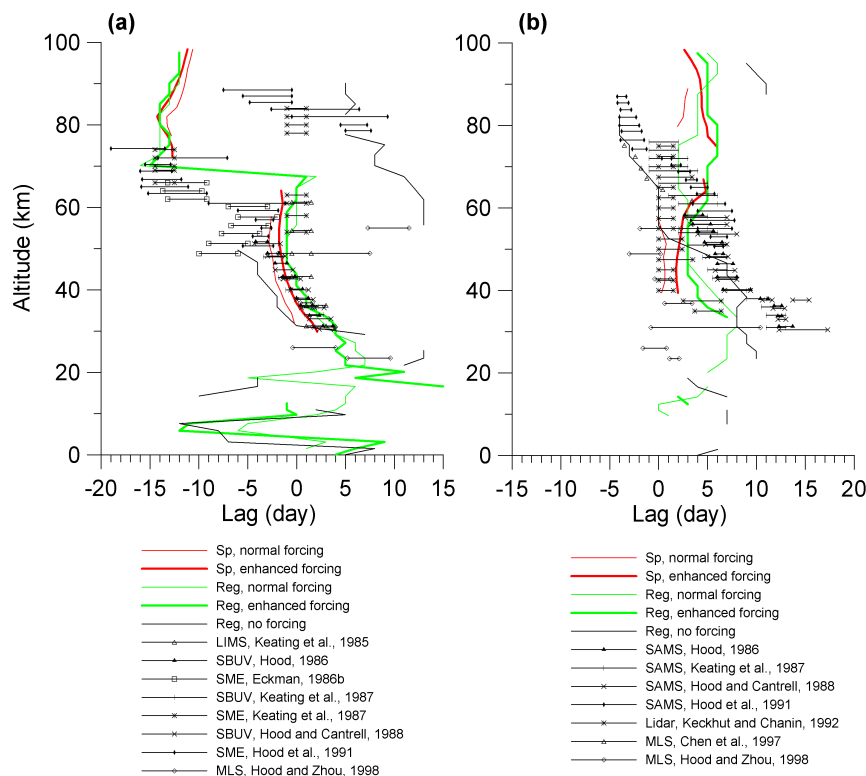 (a) (b)
100 100
80 80
60 60
40 40
20 20
0 0
Altitude (km)
-20 -15 -10 -5 0 5 10 15 -15 -10 -5 0 5 10 15 20
Lag (day) Lag (day)
Sp, normal forcing
Sp, enhanced forcing
Reg, normal forcing
Reg, enhanced forcing
Reg, no forcing
LIMS, Keating et al., 1985
SBUV, Hood, 1986
SME, Eckman, 1986b
SBUV, Keating et al., 1987
SME, Keating et al., 1987
SBUV, Hood and Cantrell, 1988
SME, Hood et al., 1991
MLS, Hood and Zhou, 1998
Sp, normal forcing
Sp, enhanced forcing
Reg, normal forcing
Reg, enhanced forcing
Reg, no forcing
SAMS, Hood, 1986
SAMS, Keating et al., 1987
SAMS, Hood and Cantrell, 1988
SAMS, Hood et al., 1991
Lidar, Keckhut and Chanin, 1992
MLS, Chen et al., 1997
MLS, Hood and Zhou, 1998